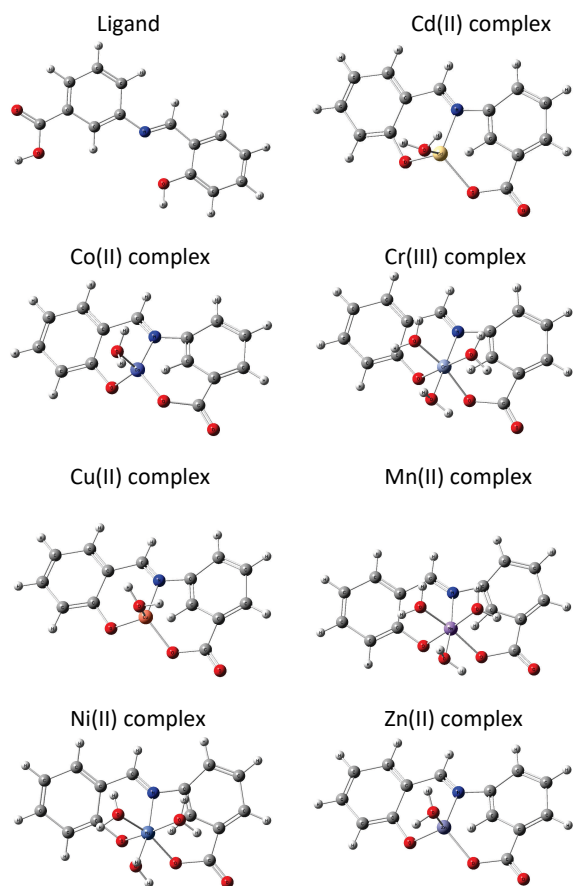 Ligand
Cd(II) complex
Co(II) complex
Cr(III) complex
Cu(II) complex
Mn(II) complex
Ni(II) complex
Zn(II) complex